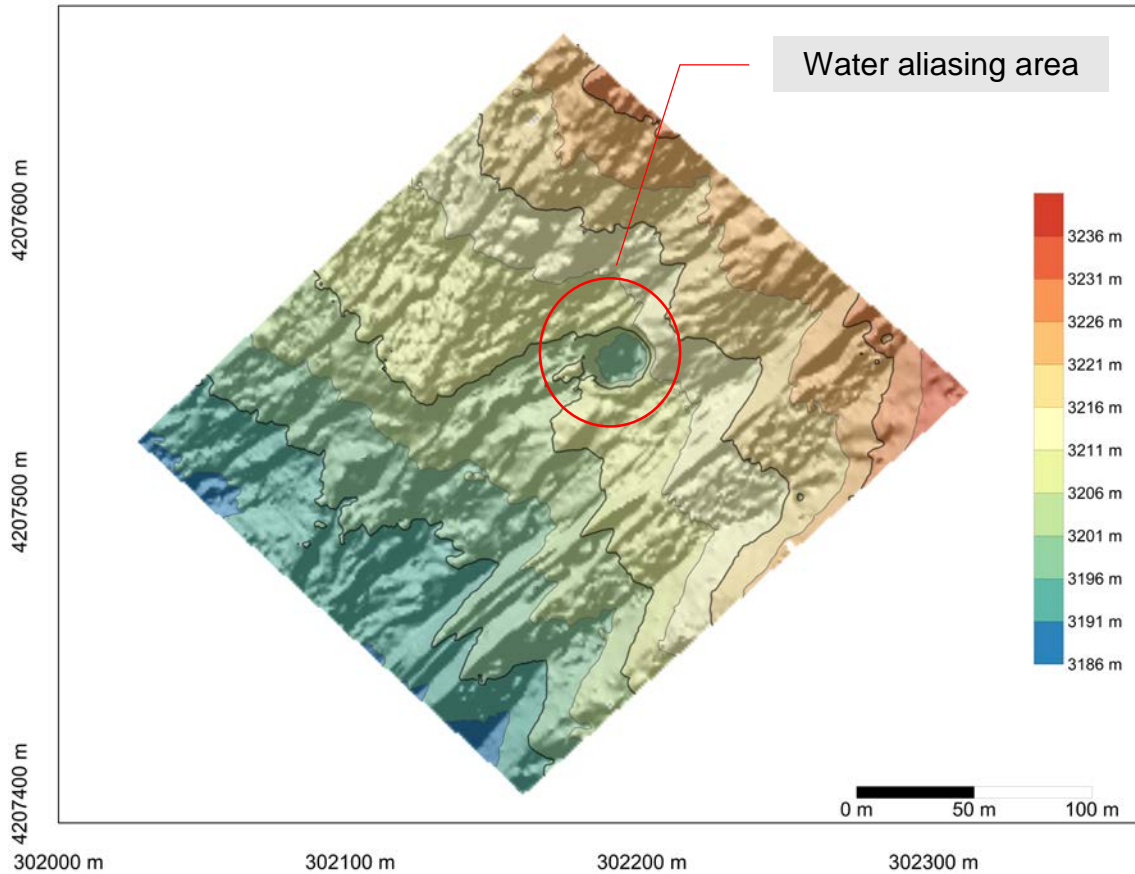 Water aliasing area
4207600 m
4207500 m
4207400 m
3236 m
3231 m
3226 m
3221 m
3216 m
3211 m
3206 m
3201 m
3196 m
3191 m
3186 m
0 m 50 m 100 m
302000 m 302100 m 302200 m 302300 m